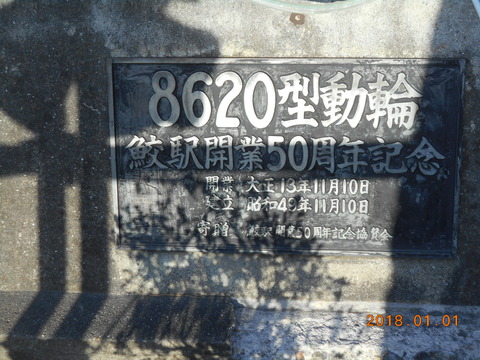 8620型動輪
鮫駅開業50周年記念
開業 大正13年11月10日
建立 昭和49年11月10日
寄贈 鮫駅開業50周年記念協賛会
2018.01.01